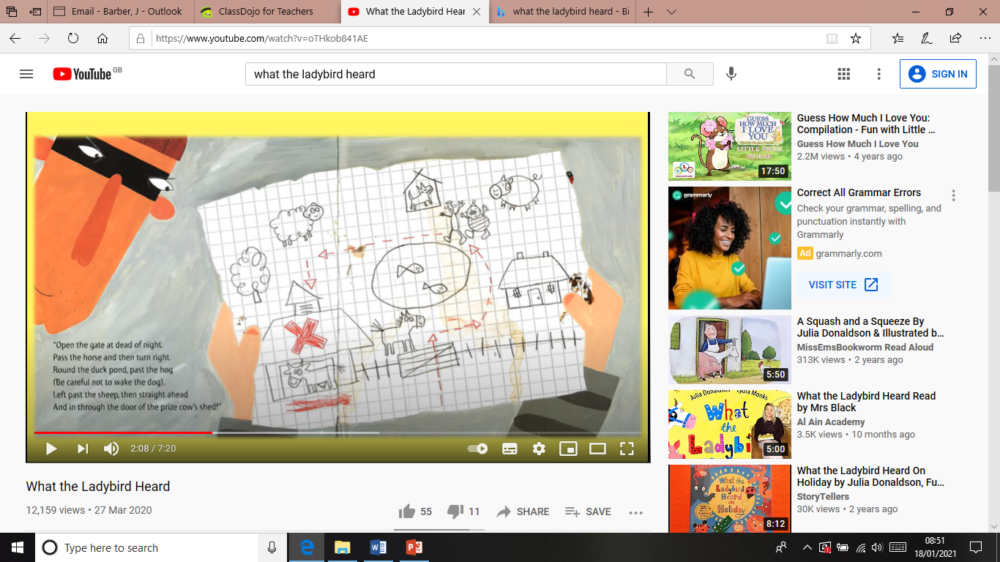 Email - Barber, J - Outlook
ClassDojo for Teachers
What the Ladybird Hear
what the ladybird heard - Bi
https://www.youtube.com/watch?v=oTHkob841AE
YouTube GB
what the ladybird heard
SIGN IN
"Open the gate at dead of night.
Pass the horse and then turn right.
Round the duck pond, past the hog
(Be careful not to wake the dog).
Left past the sheep, then straight ahead
And in through the door of the prize cow's shed!"
2:08 / 7:20
What the Ladybird Heard
12,159 views • 27 Mar 2020
55
11
SHARE
SAVE
GUESS HOW MUCH I LOVE YOU
LITTLE FIELD MOUSE
17:50
Guess How Much I Love You:
Compilation - Fun with Little ...
Guess How Much I Love You
2.2M views • 4 years ago
grammarly
Correct All Grammar Errors
Check your grammar, spelling, and
punctuation instantly with
Grammarly
Ad grammarly.com
VISIT SITE
5:50
A Squash and a Squeeze By
Julia Donaldson & Illustrated b...
MissEmsBookworm Read Aloud
313K views • 2 years ago
Julia Donaldson Lydia Monks
What
the
Ladybi
5:00
What the Ladybird Heard Read
by Mrs Black
Al Ain Academy
3.5K views • 10 months ago
What the
Ladybird
Heard
on
Holiday
8:12
What the Ladybird Heard On
Holiday by Julia Donaldson, Fu...
StoryTellers
30K views • 2 years ago
Type here to search
08:51
18/01/2021